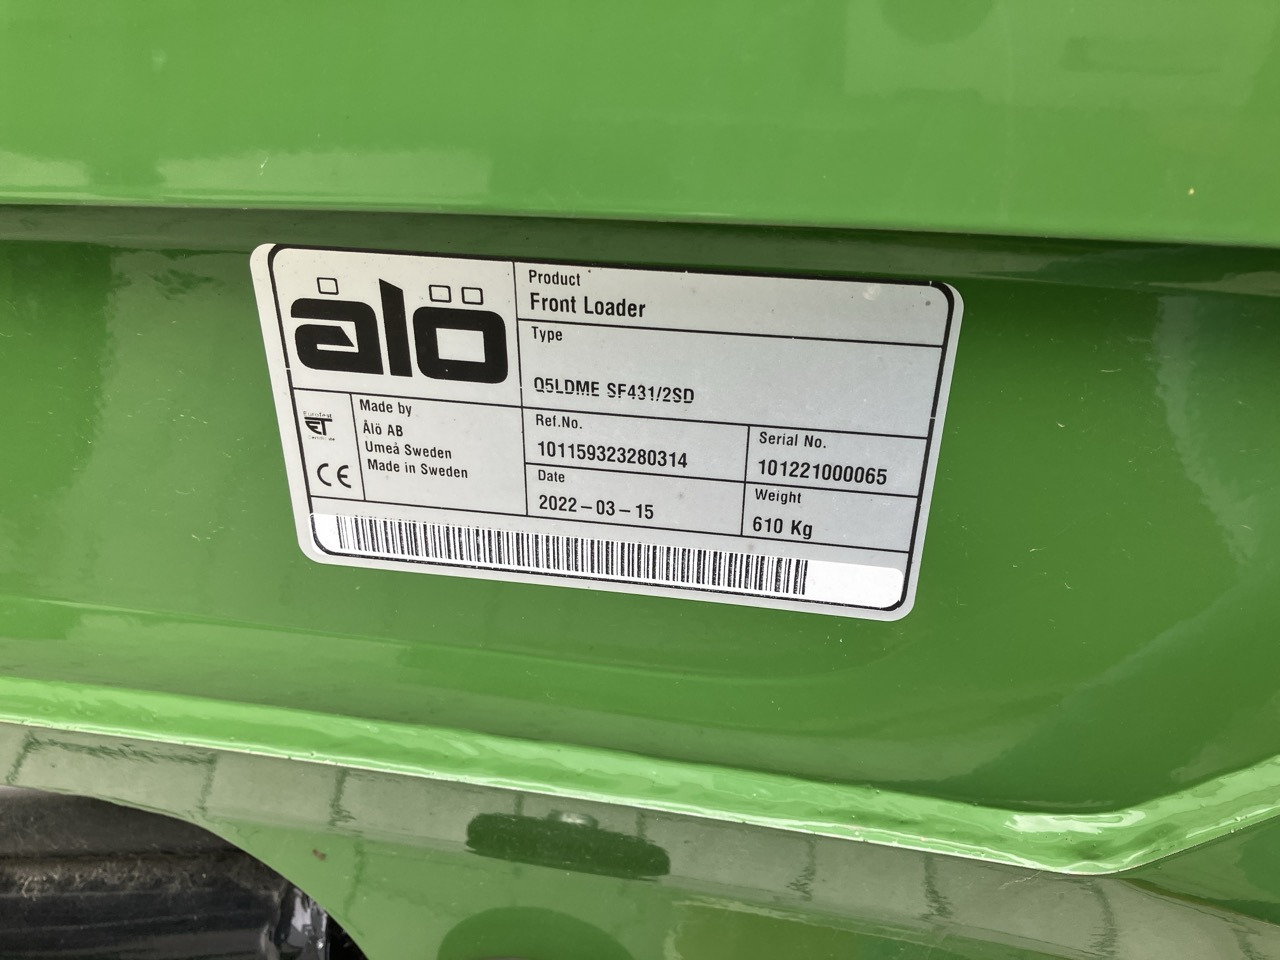 ålö
Product
Front Loader
Type
Q5LDME SF431/2SD
Made by
Ålö AB
Umeå Sweden
Made in Sweden
CE
Ref.No.
101159323280314
Serial No.
101221000065
Date
2022-03-15
Weight
610 Kg